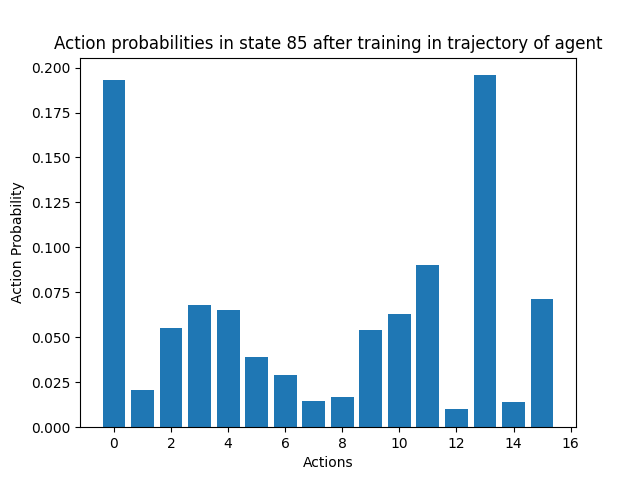 Action probabilities in state 85 after training in trajectory of agent
0.200
0.175
0.150
0.125
0.100
0.075
0.050
0.025
0.000
Action Probability
0 2 4 6 8 10 12 14 16
Actions